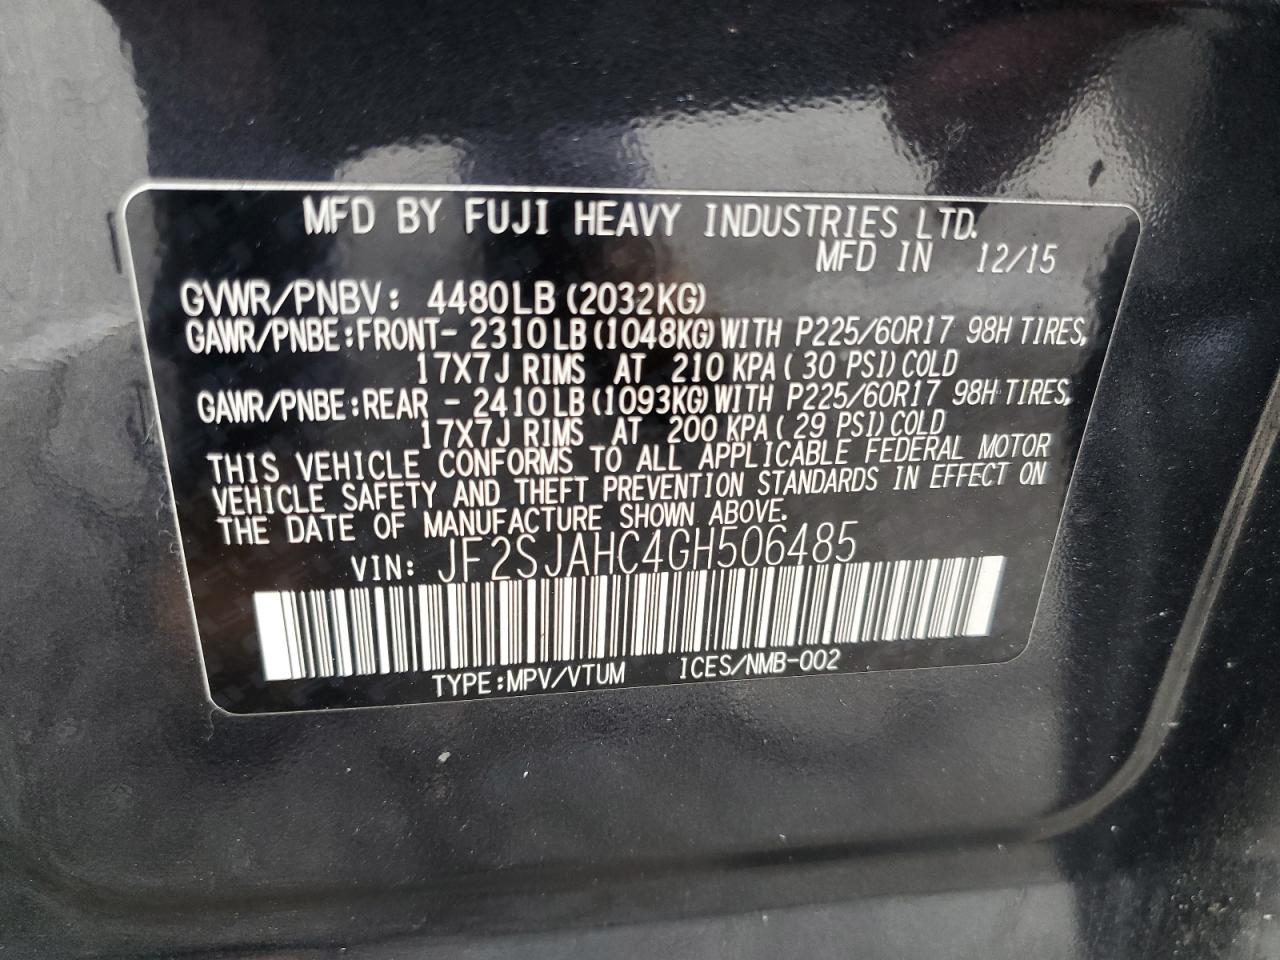 MFD BY FUJI HEAVY INDUSTRIES LTD.
MFD IN 12/15
GVWR/PNBV: 4480LB (2032KG)
GAWR/PNBE:FRONT- 2310LB (1048KG) WITH P225/60R17 98H TIRES,
17X7J RIMS AT 210 KPA ( 30 PSI) COLD
GAWR/PNBE:REAR - 2410LB (1093KG) WITH P225/60R17 98H TIRES,
17X7J RIMS AT 200 KPA ( 29 PSI) COLD
THIS VEHICLE CONFORMS TO ALL APPLICABLE FEDERAL MOTOR
VEHICLE SAFETY AND THEFT PREVENTION STANDARDS IN EFFECT ON
THE DATE OF MANUFACTURE SHOWN ABOVE.
VIN: JF2SJAHC4GH506485
TYPE:MPV/VTUM ICES/NMB-002